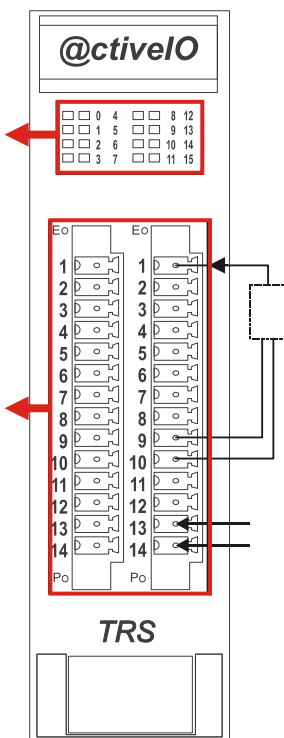 @ctiveIO
0 4 8 12
1 5 9 13
2 6 10 14
3 7 11 15
Eo Eo
1 1
2 2
3 3
4 4
5 5
6 6
7 7
8 8
9 9
10 10
11 11
12 12
13 13
14 14
Po Po
TRS